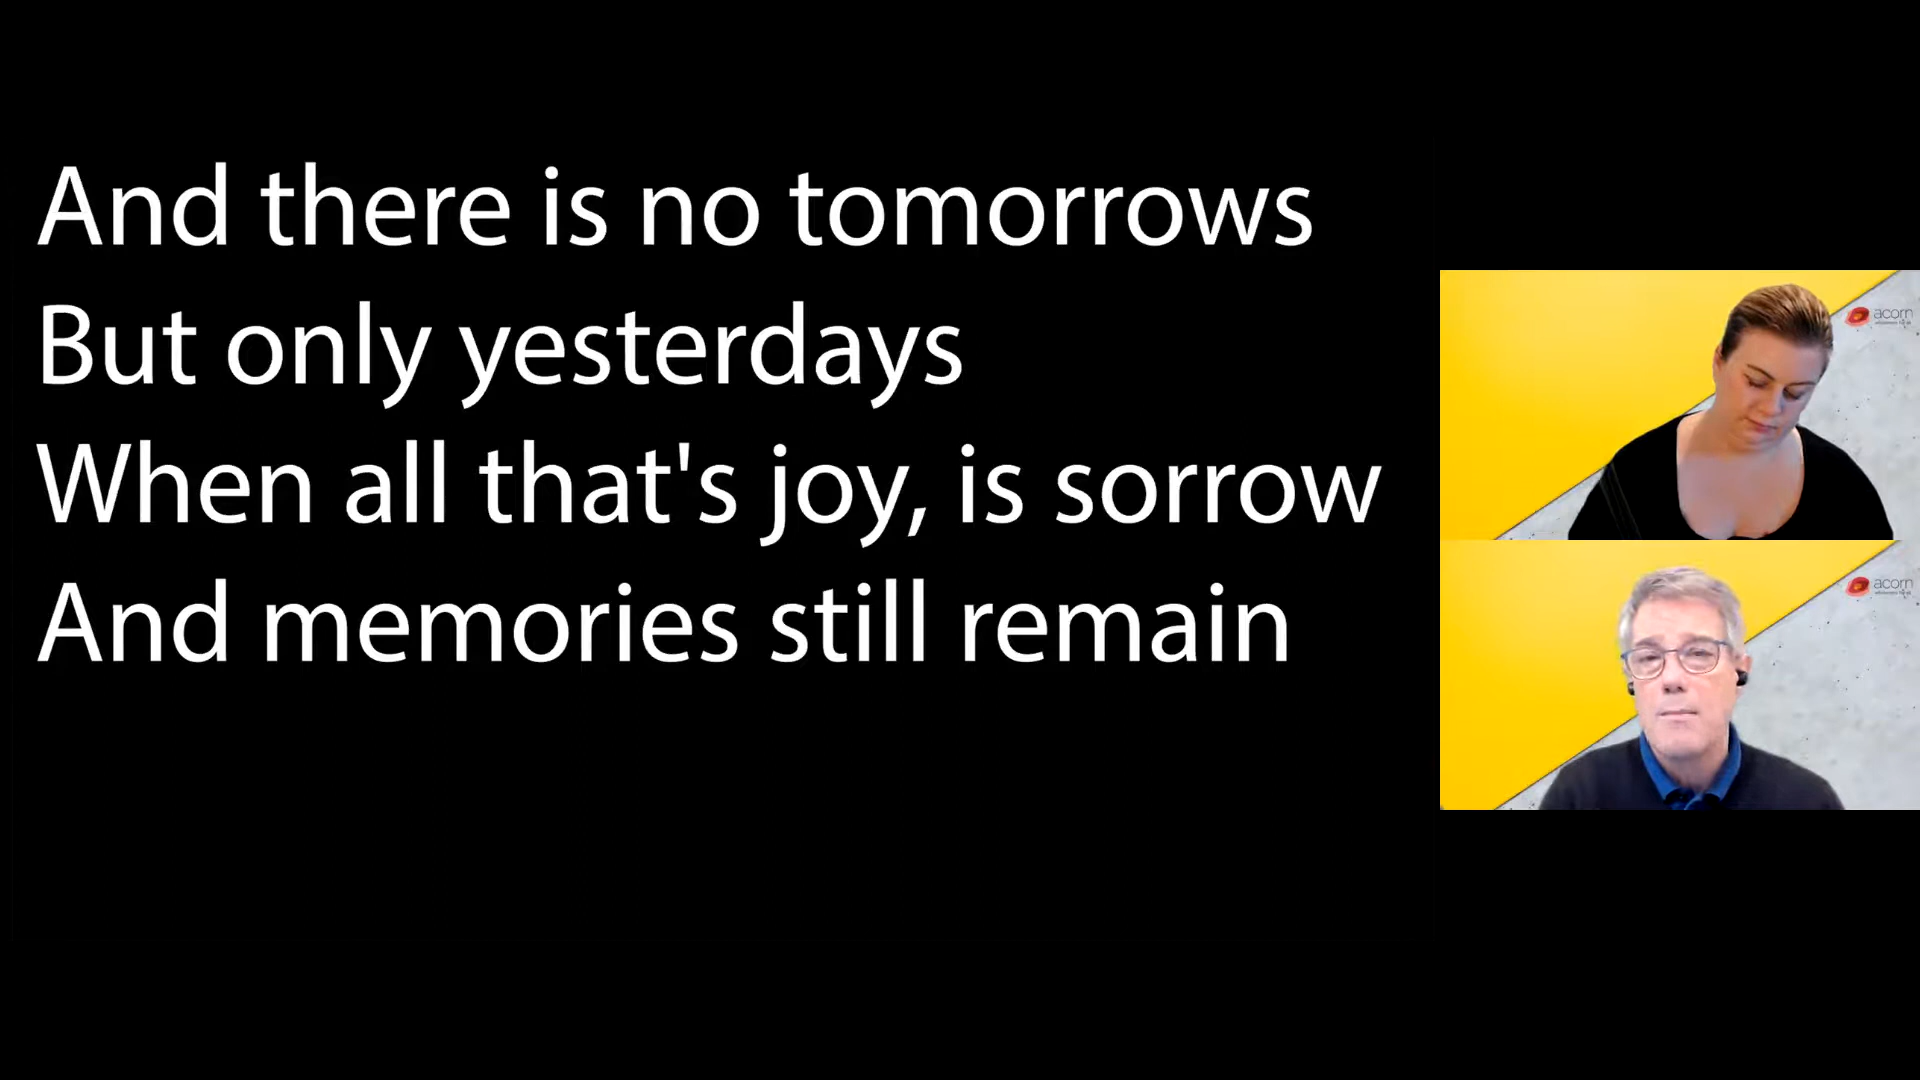 And there is no tomorrows
But only yesterdays
When all that's joy, is sorrow
And memories still remain
acorn
acorn